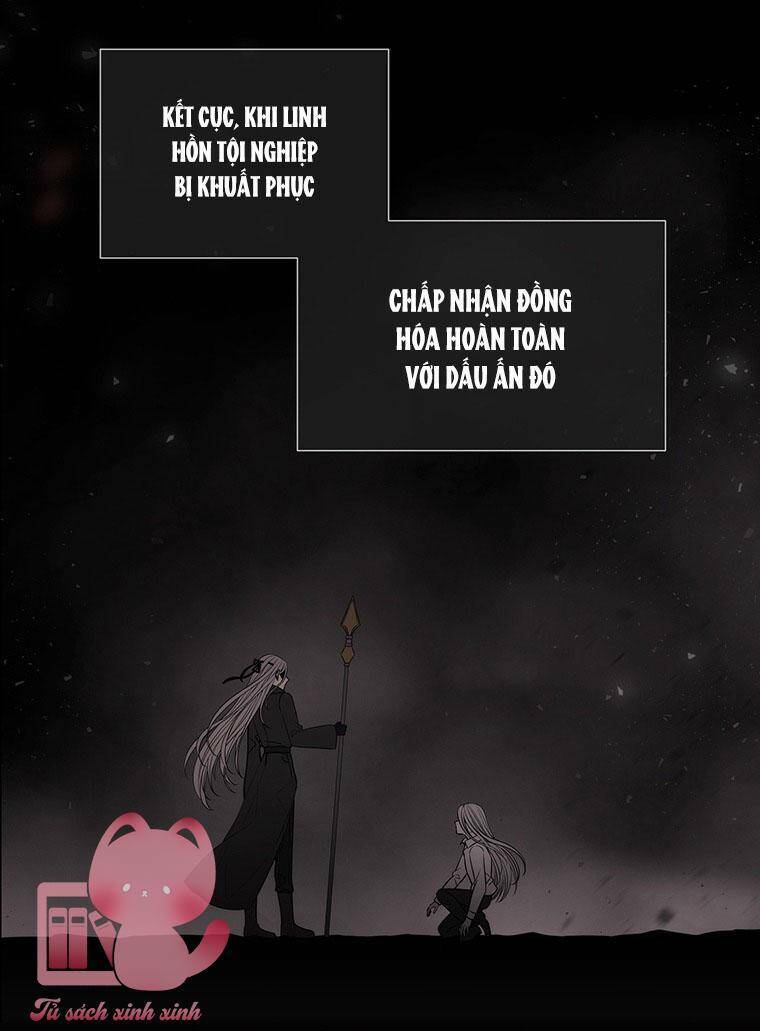 KẾT CỤC, KHI LINH
HỒN TỘI NGHIỆP
BỊ KHUẤT PHỤC
CHẤP NHẬN ĐỒNG
HÓA HOÀN TOÀN
VỚI DẤU ẤN ĐÓ
Tủ sách xinh xinh